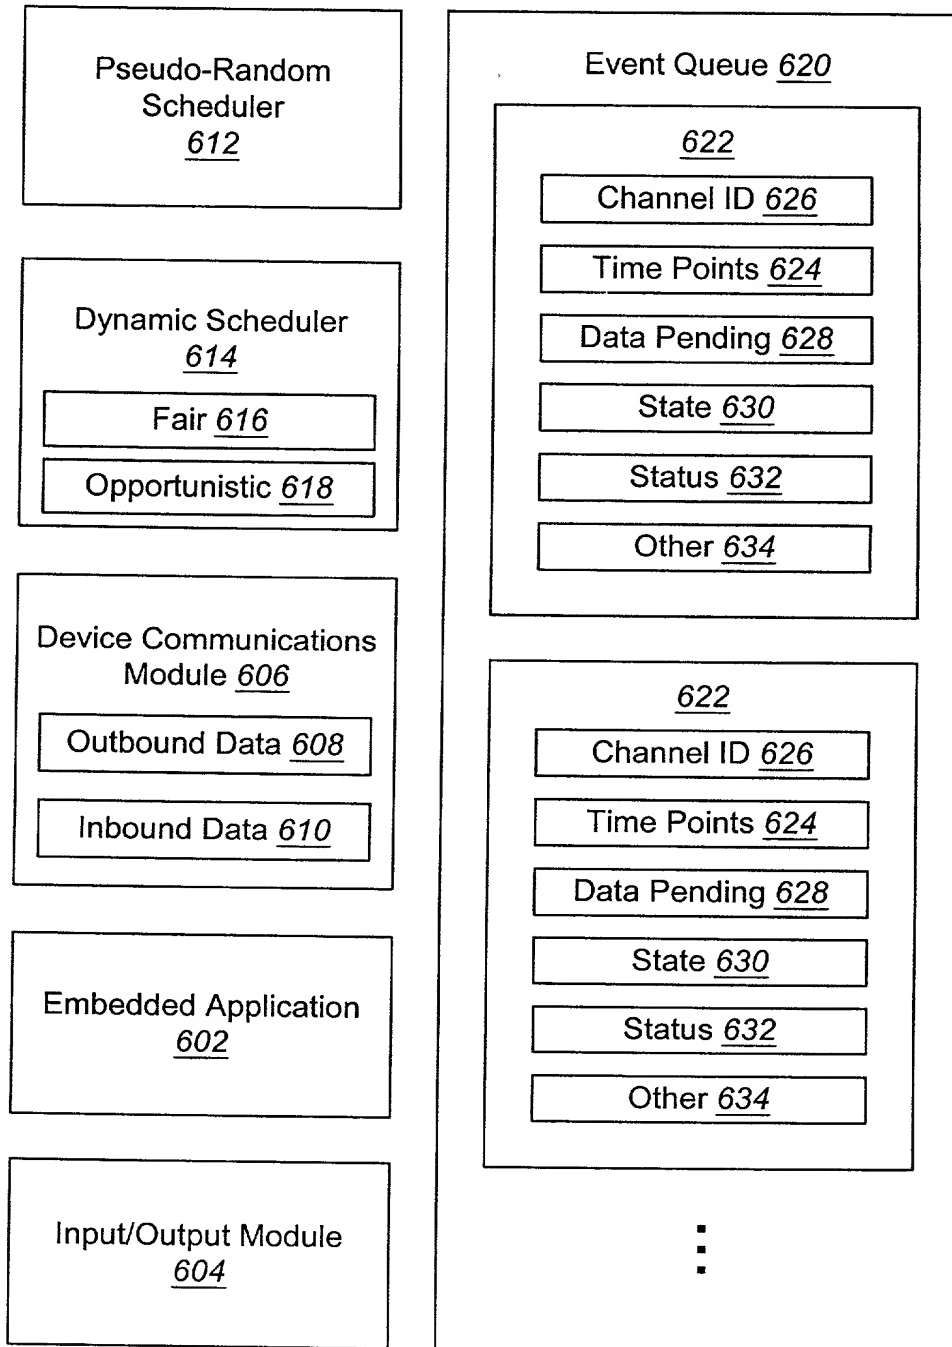 Pseudo-Random
Scheduler
612
Dynamic Scheduler
614
Fair 616
Opportunistic 618
Device Communications
Module 606
Outbound Data 608
Inbound Data 610
Embedded Application
602
Input/Output Module
604
Event Queue 620
622
Channel ID 626
Time Points 624
Data Pending 628
State 630
Status 632
Other 634
622
Channel ID 626
Time Points 624
Data Pending 628
State 630
Status 632
Other 634